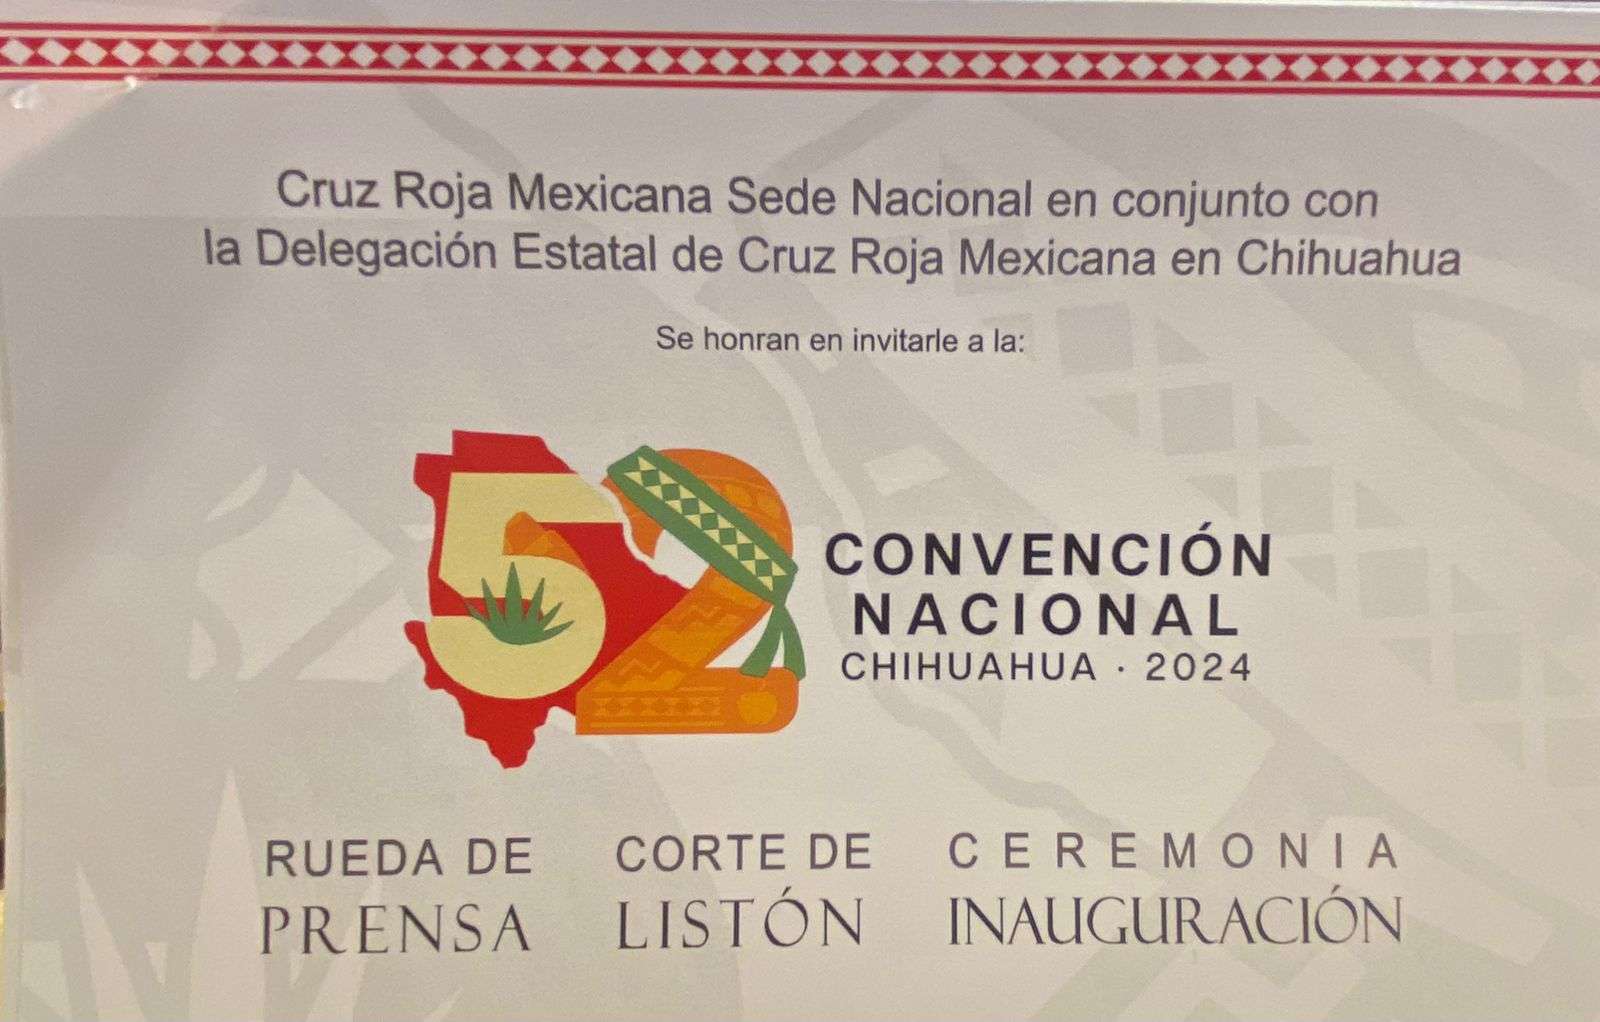 Cruz Roja Mexicana Sede Nacional en conjunto con
la Delegación Estatal de Cruz Roja Mexicana en Chihuahua
Se honran en invitarle a la:
52
CONVENCIÓN
NACIONAL
CHIHUAHUA · 2024
RUEDA DE
PRENSA
CORTE DE
LISTÓN
CEREMONIA
INAUGURACIÓN